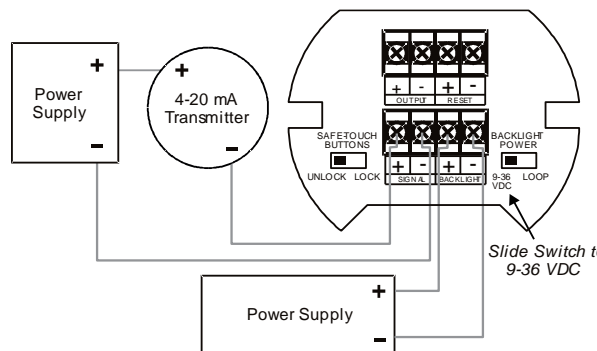 +
Power
Supply
-
+
4-20 mA
Transmitter
-
+ - + -
OUTPUT RESET
SAFE-TOUCH
BUTTONS
UNLOCK LOCK
+ - + -
SIGNAL BACKLIGHT
BACKLIGHT
POWER
9-36
VDC
LOOP
Slide Switch t
9-36 VDC
Power Supply
+
-